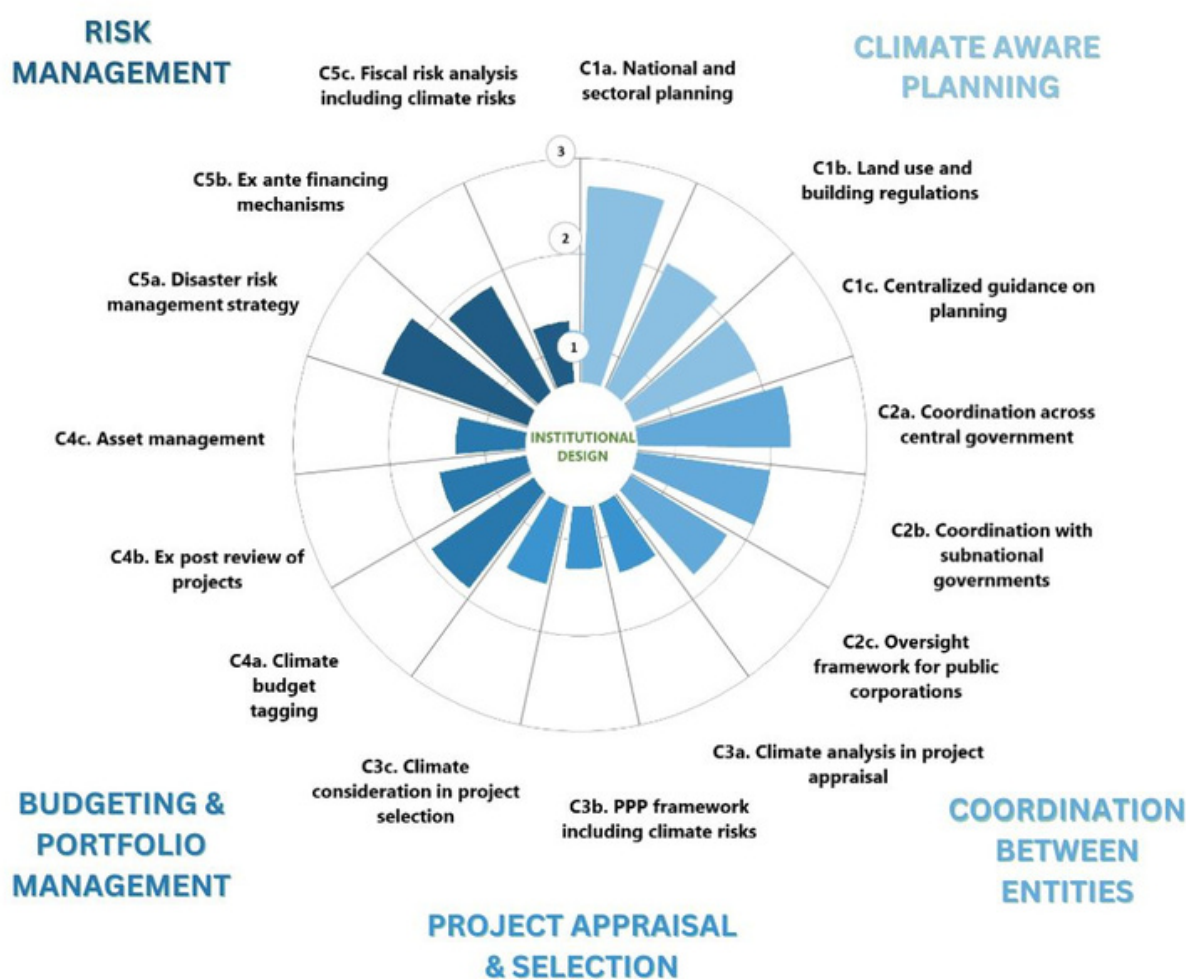 RISK
MANAGEMENT
CLIMATE AWARE
PLANNING
C5c. Fiscal risk analysis
including climate risks
C1a. National and
sectoral planning
C1b. Land use and
building regulations
C5b. Ex ante financing
mechanisms
C5a. Disaster risk
management strategy
C1c. Centralized guidance on
planning
3
2
1
C2a. Coordination across
central government
C4c. Asset management
INSTITUTIONAL
DESIGN
C2b. Coordination with
subnational
governments
C4b. Ex post review of
projects
C2c. Oversight
framework for public
corporations
C4a. Climate
budget
tagging
C3a. Climate analysis in project
appraisal
C3c. Climate
consideration in project
selection
C3b. PPP framework
including climate risks
BUDGETING &
PORTFOLIO
MANAGEMENT
COORDINATION
BETWEEN
ENTITIES
PROJECT APPRAISAL
& SELECTION